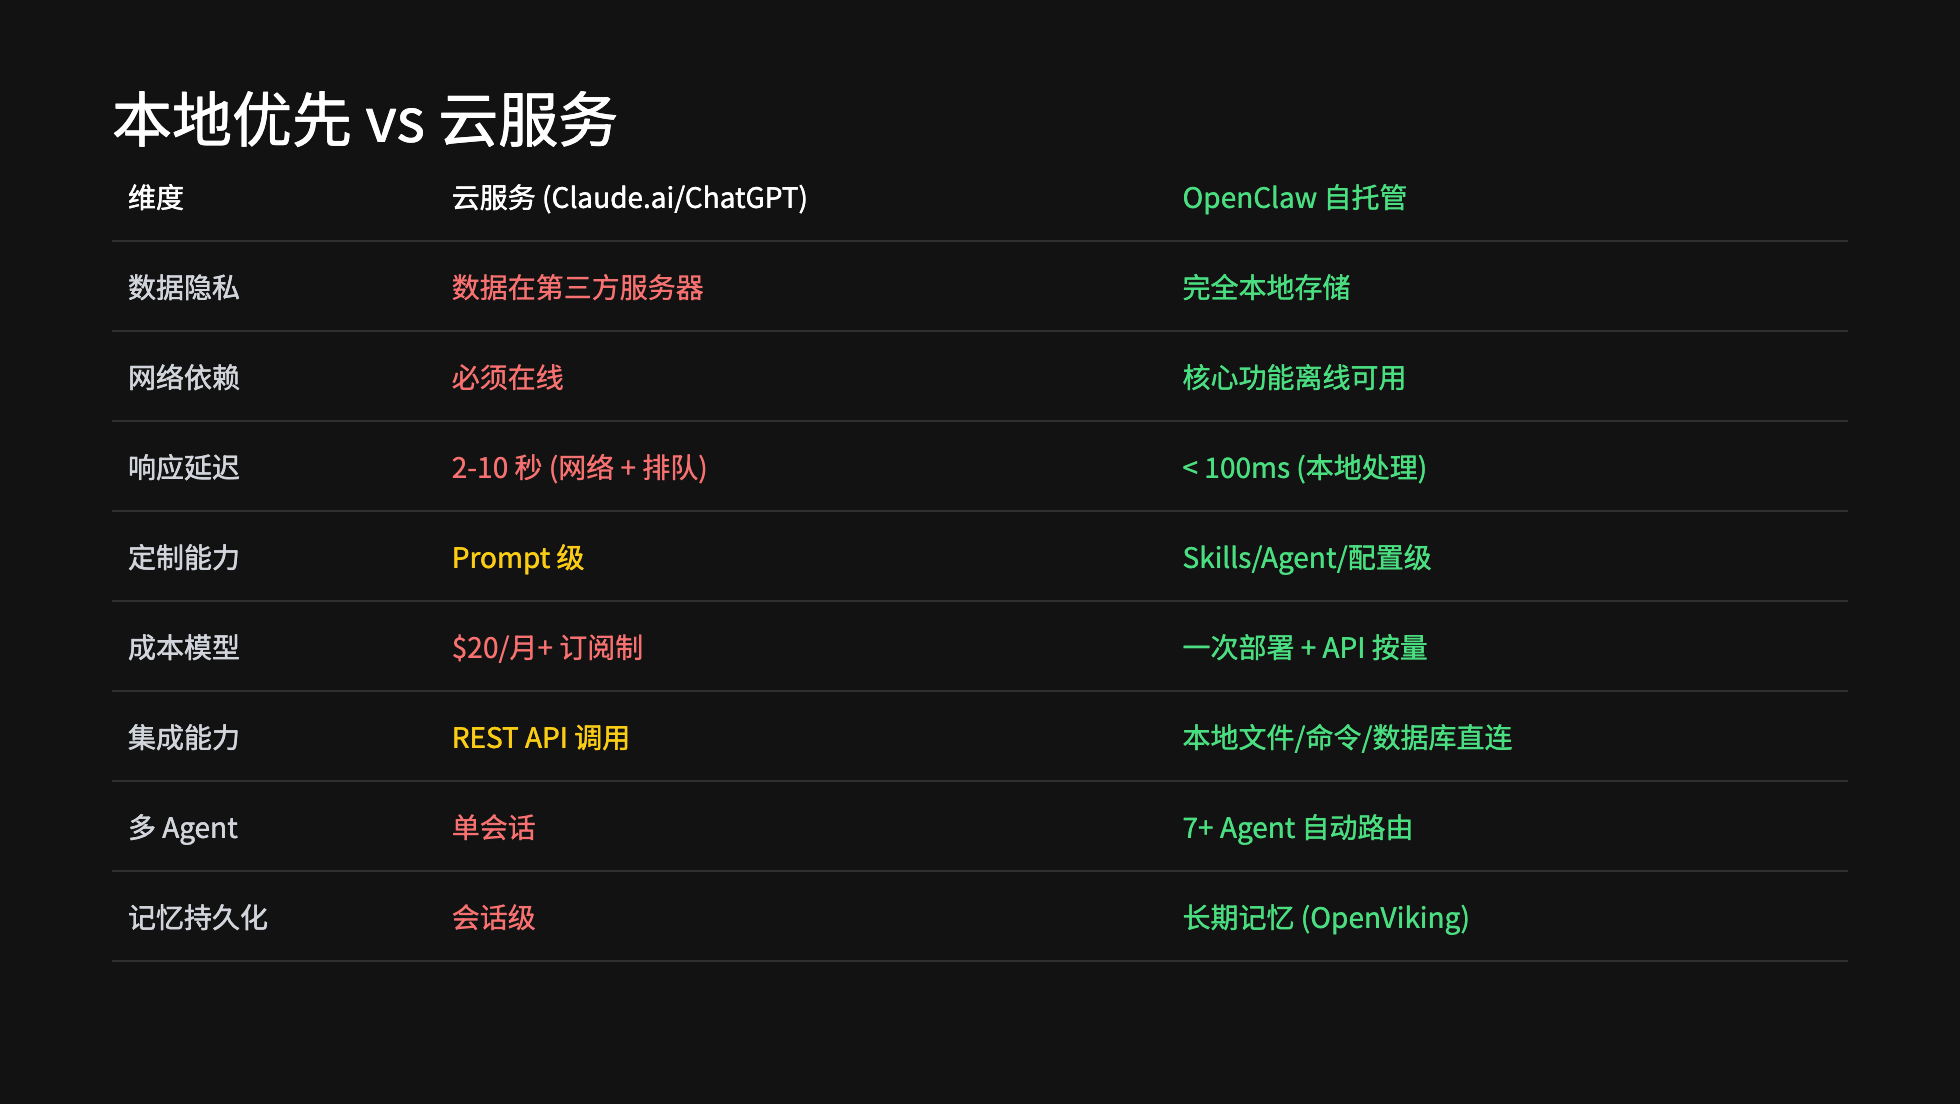 本地优先 vs 云服务
维度 云服务 (Claude.ai/ChatGPT) OpenClaw 自托管
数据隐私 数据在第三方服务器 完全本地存储
网络依赖 必须在线 核心功能离线可用
响应延迟 2-10 秒 (网络 + 排队) < 100ms (本地处理)
定制能力 Prompt 级 Skills/Agent/配置级
成本模型 $20/月+ 订阅制 一次部署 + API 按量
集成能力 REST API 调用 本地文件/命令/数据库直连
多 Agent 单会话 7+ Agent 自动路由
记忆持久化 会话级 长期记忆 (OpenViking)